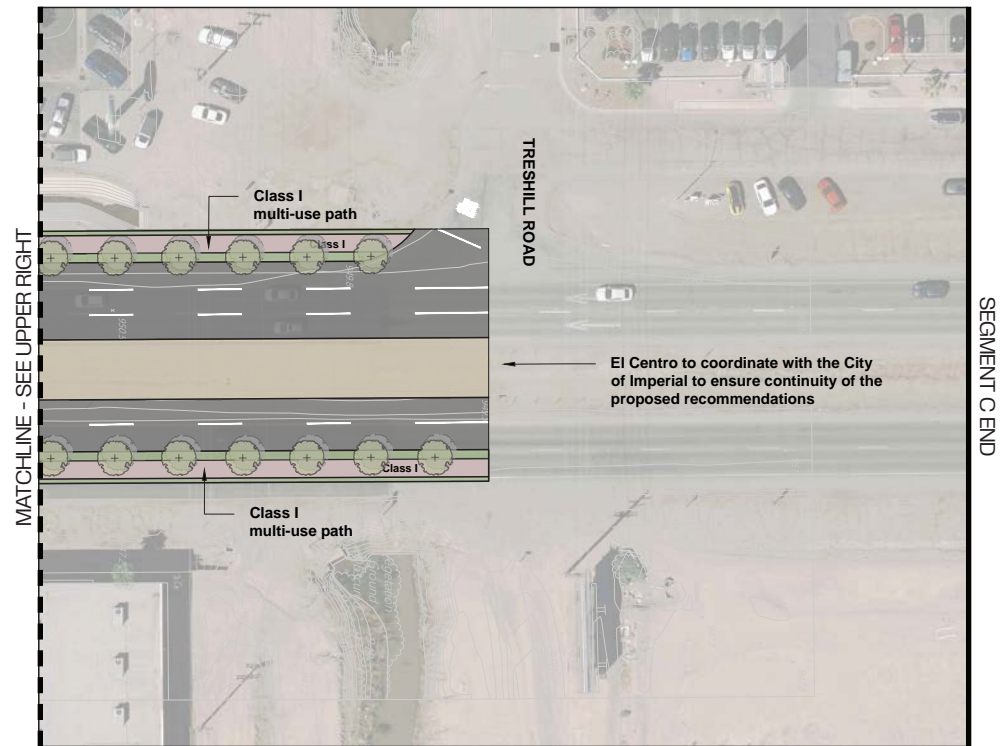 MATCHLINE - SEE UPPER RIGHT
Class I
multi-use path
TRESHILL ROAD
Class I
El Centro to coordinate with the City
of Imperial to ensure continuity of the
proposed recommendations
Class I
Class I
multi-use path
SEGMENT C END